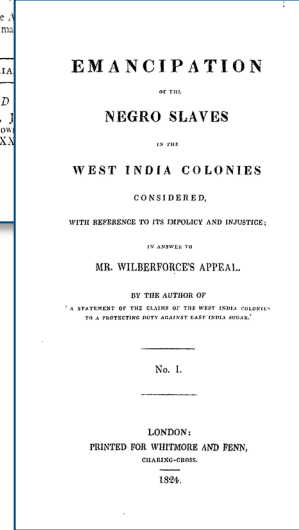 EMANCIPATION
OF THE
NEGRO SLAVES
IN THE
WEST INDIA COLONIES
CONSIDERED,
WITH REFERENCE TO ITS IMPOLICY AND INJUSTICE;
IN ANSWER TO
MR. WILBERFORCE'S APPEAL.
BY THE AUTHOR OF
'A STATEMENT OF THE CLAIMS OF THE WEST INDIA COLONIES
TO A PROTECTING DUTY AGAINST EAST INDIA SUGAR.'
No. I.
LONDON:
PRINTED FOR WHITMORE AND FENN,
CHARING-CROSS.
1824.